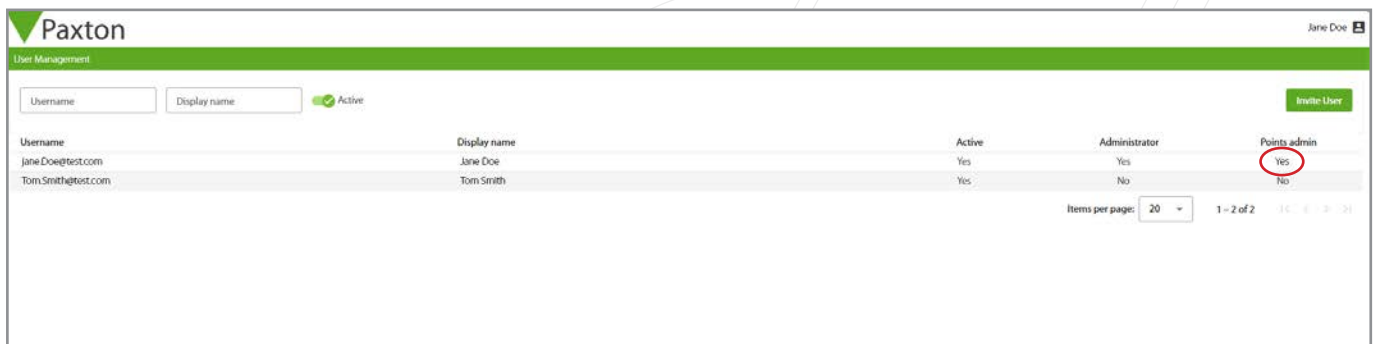 Paxton
Jane Doe
User Management
Username Display name Active Invite User
Username Display name Active Administrator Points admin
jane.Doe@test.com Jane Doe Yes Yes Yes
Tom.Smith@test.com Tom Smith Yes No No
Items per page: 20 1 – 2 of 2